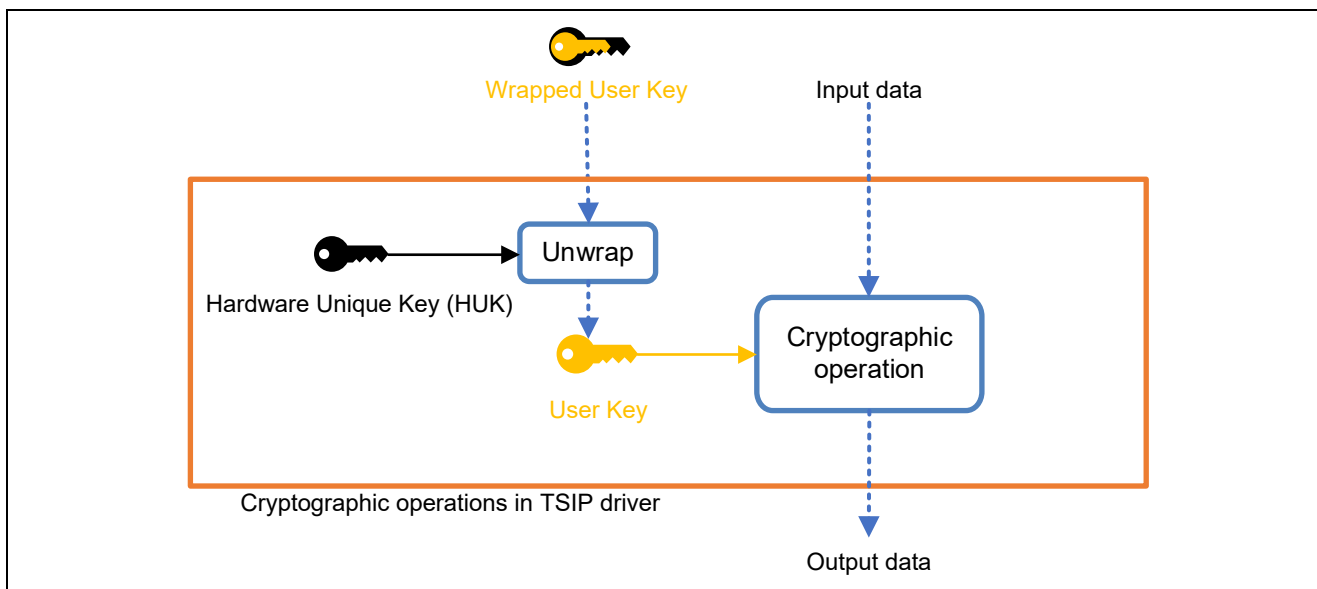 Wrapped User Key
Input data
Unwrap
Hardware Unique Key (HUK)
Cryptographic
operation
User Key
Cryptographic operations in TSIP driver
Output data